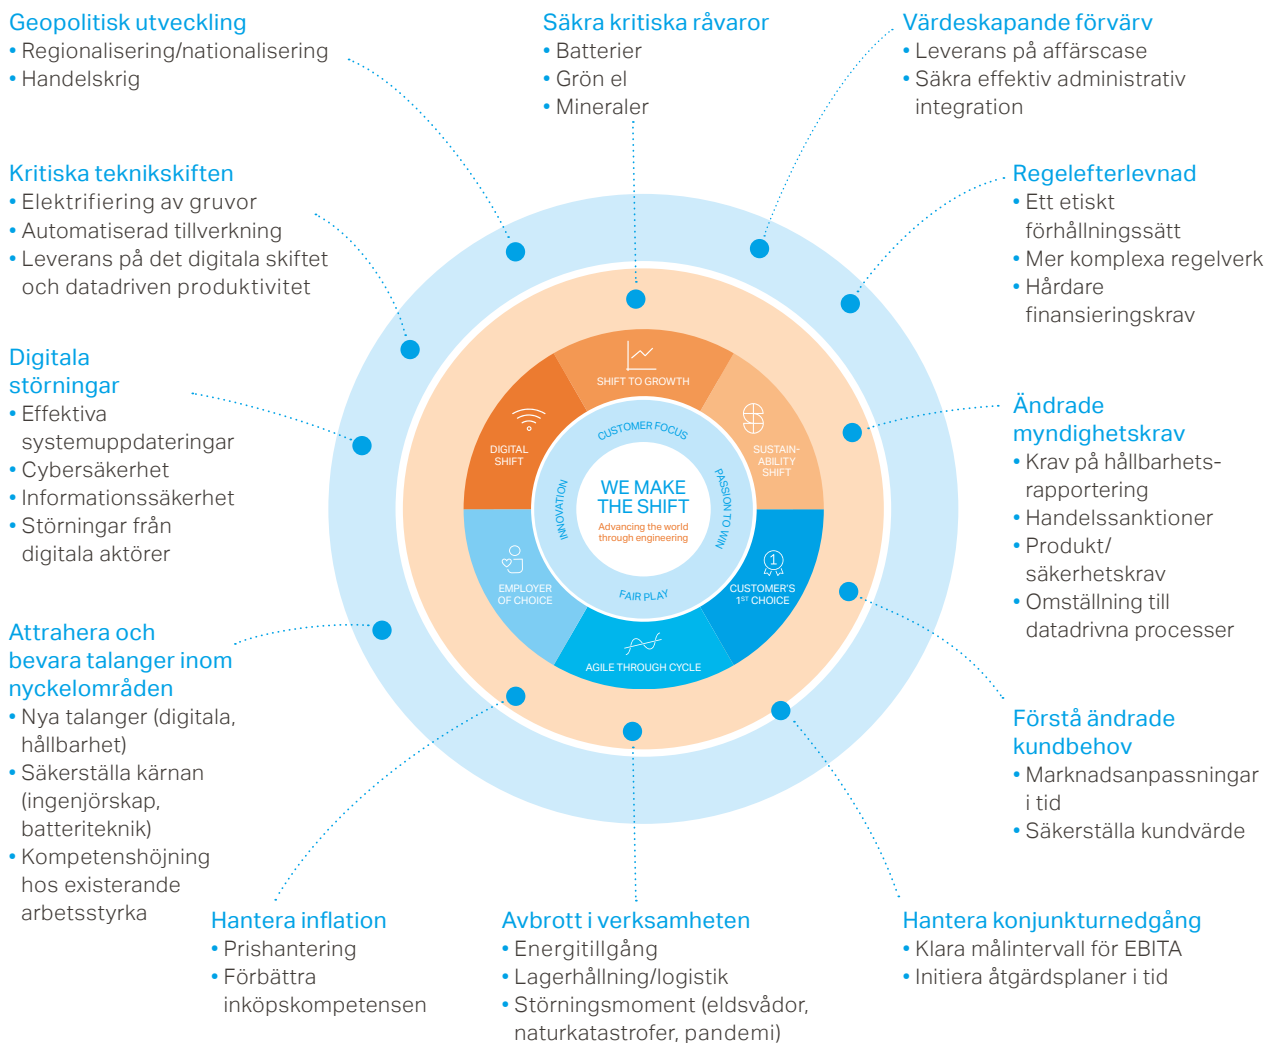 Geopolitisk utveckling
• Regionalisering/nationalisering
• Handelskrig
Säkra kritiska råvaror
• Batterier
• Grön el
• Mineraler
Värdeskapande förvärv
• Leverans på affärscase
• Säkra effektiv administrativ
integration
Kritiska teknikskiften
• Elektrifiering av gruvor
• Automatiserad tillverkning
• Leverans på det digitala skiftet
och datadriven produktivitet
Regelefterlevnad
• Ett etiskt
förhållningssätt
• Mer komplexa regelverk
• Hårdare
finansieringskrav
Digitala
störningar
• Effektiva
systemuppdateringar
• Cybersäkerhet
• Informationssäkerhet
• Störningar från
digitala aktörer
Ändrade
myndighetskrav
• Krav på hållbarhets-
rapportering
• Handelssanktioner
• Produkt/
säkerhetskrav
• Omställning till
datadrivna processer
SHIFT TO GROWTH
DIGITAL
SHIFT
SUSTAIN-
ABILITY
SHIFT
CUSTOMER FOCUS
INNOVATION
PASSION TO WIN
FAIR PLAY
WE MAKE
THE SHIFT
Advancing the world
through engineering
EMPLOYER
OF CHOICE
1
CUSTOMER'S
1ST CHOICE
AGILE THROUGH CYCLE
Attrahera och
bevara talanger inom
nyckelområden
• Nya talanger (digitala,
hållbarhet)
• Säkerställa kärnan
(ingenjörskap,
batteriteknik)
• Kompetenshöjning
hos existerande
arbetsstyrka
Förstå ändrade
kundbehov
• Marknadsanpassningar
i tid
• Säkerställa kundvärde
Hantera inflation
• Prishantering
• Förbättra
inköpskompetensen
Avbrott i verksamheten
• Energitillgång
• Lagerhållning/logistik
• Störningsmoment (eldsvådor,
naturkatastrofer, pandemi)
Hantera konjunkturnedgång
• Klara målintervall för EBITA
• Initiera åtgärdsplaner i tid